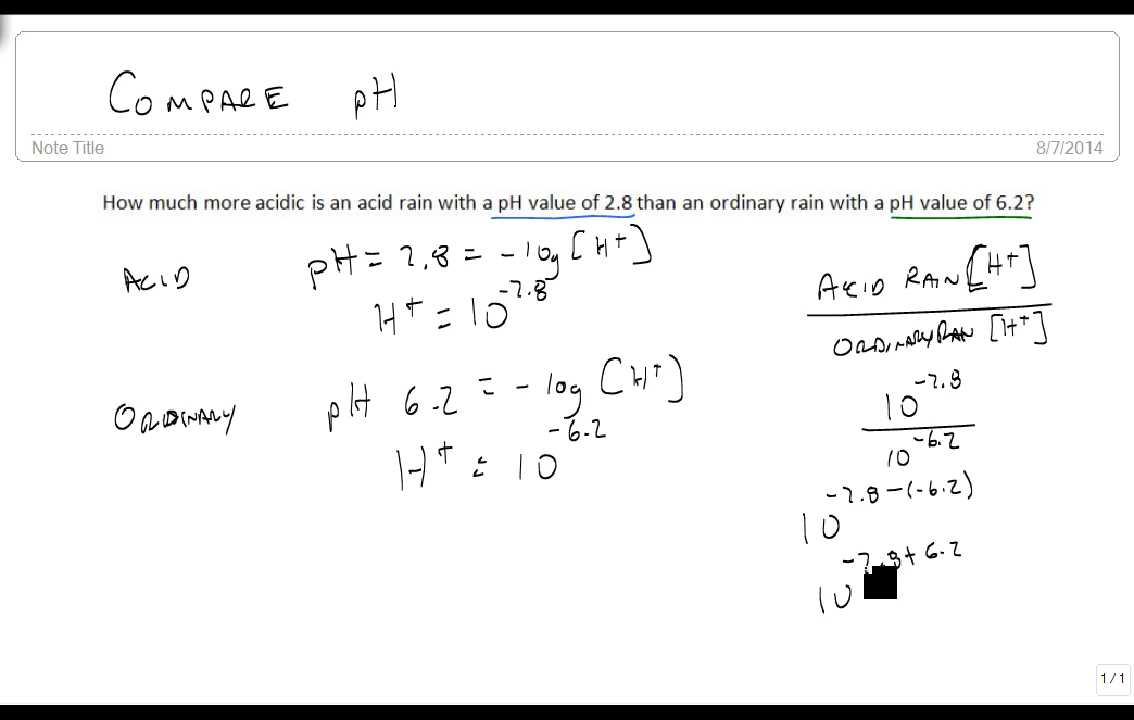 COMPARE pH
Note Title
8/7/2014
How much more acidic is an acid rain with a pH value of 2.8 than an ordinary rain with a pH value of 6.2?
ACID
pH = 2.8 = -log [H+]
H+ = 10^-2.8
ORDINARY
pH 6.2 = -log [H+]
H+ = 10^-6.2
ACID RAIN [H+]
ORDINARY RAIN [H+]
10^-2.8
10^-6.2
10^-2.8-(-6.2)
10^-2.8+6.2
1/1